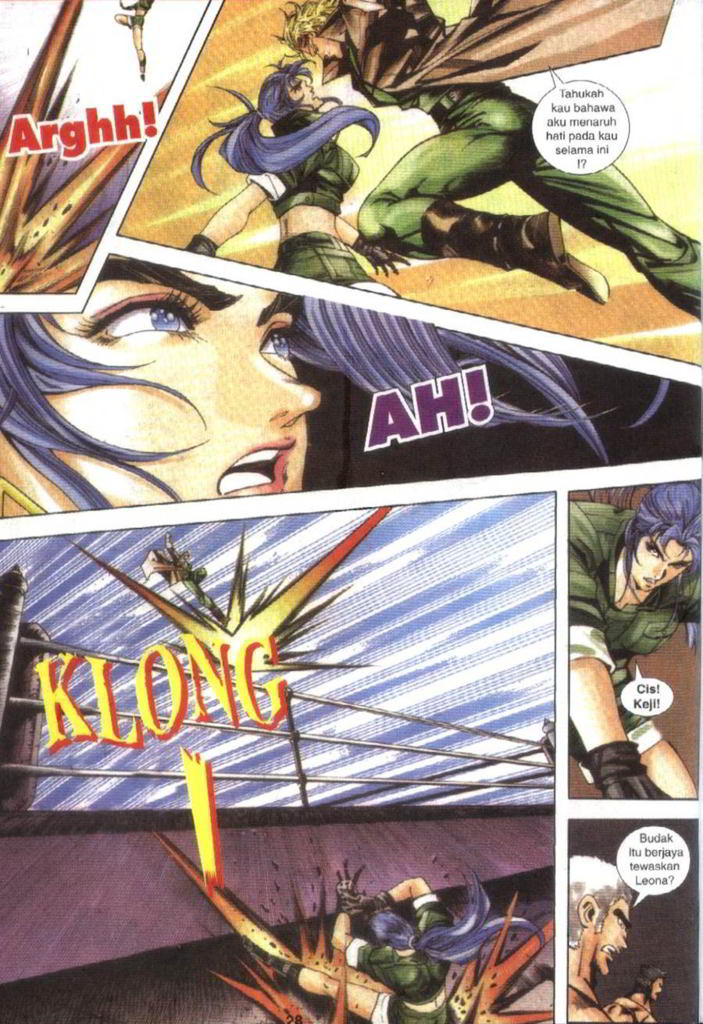 Arghh!
Tahukah
kau bahawa
aku menaruh
hati pada kau
selama ini
!?
AH!
KLONG
Cis!
Keji!
Budak
Itu berjaya
tewaskan
Leona?
28